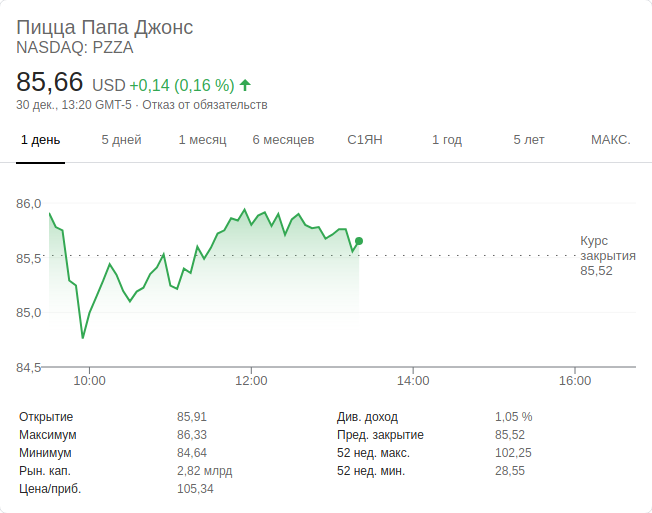 Пицца Папа Джонс
NASDAQ: PZZA
85,66 USD +0,14 (0,16 %)
30 дек., 13:20 GMT-5 · Отказ от обязательств
1 день 5 дней 1 месяц 6 месяцев С1ЯН 1 год 5 лет МАКС.
86,0
85,5
85,0
84,5
Курс
закрытия
85,52
10:00 12:00 14:00 16:00
Открытие 85,91 Див. доход 1,05 %
Максимум 86,33 Пред. закрытие 85,52
Минимум 84,64 52 нед. макс. 102,25
Рын. кап. 2,82 млрд 52 нед. мин. 28,55
Цена/приб. 105,34